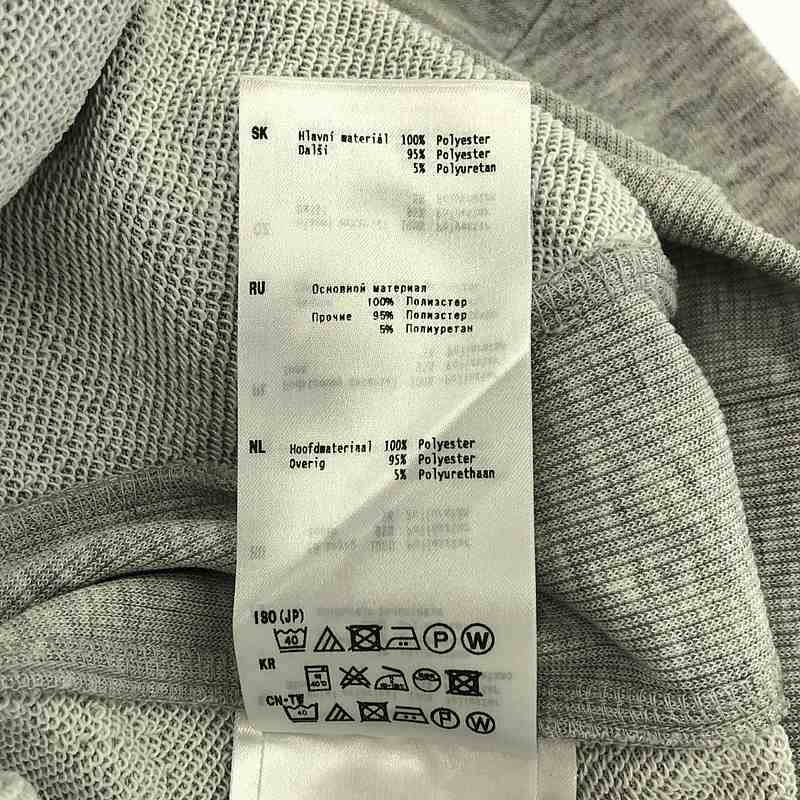 SK Hlavní materiál 100% Polyester
Další 95% Polyester
5% Polyuretan
RU Основной материал
100% Полиэстер
Прочие 95% Полиэстер
5% Полиуретан
NL Hoofdmateriaal 100% Polyester
Overig 95% Polyester
5% Polyurethaan
ISO(JP)
40 P W
KR
CN-TW
40 P W